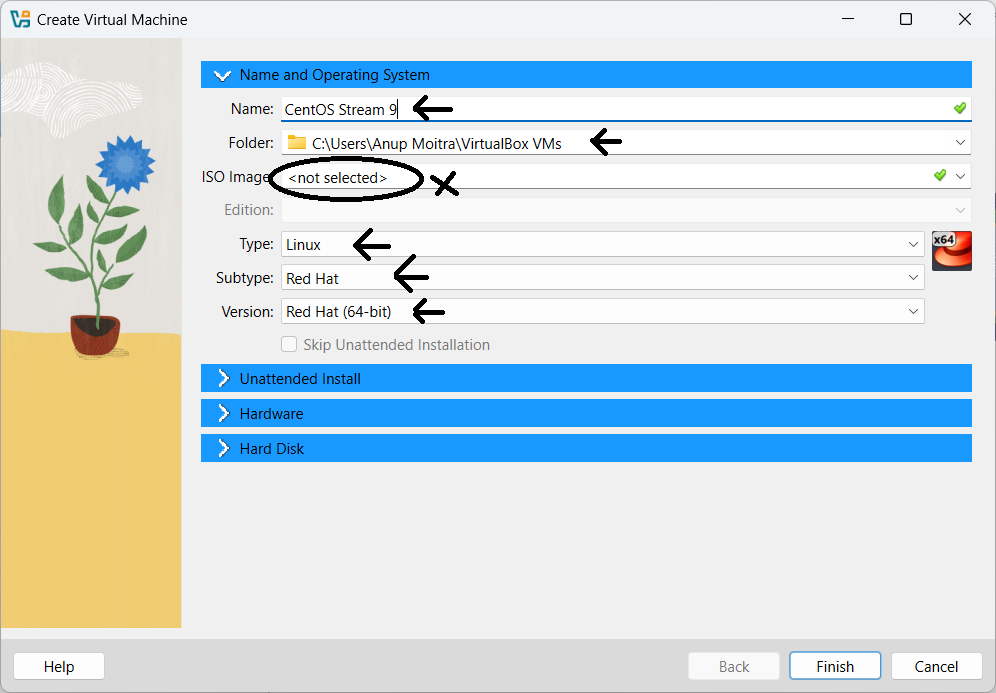 Create Virtual Machine
Name and Operating System
Name: CentOS Stream 9
Folder: C:\Users\Anup Moitra\VirtualBox VMs
ISO Image <not selected>
Edition:
Type: Linux
x64
Subtype: Red Hat
Version: Red Hat (64-bit)
Skip Unattended Installation
Unattended Install
Hardware
Hard Disk
Help Back Finish Cancel